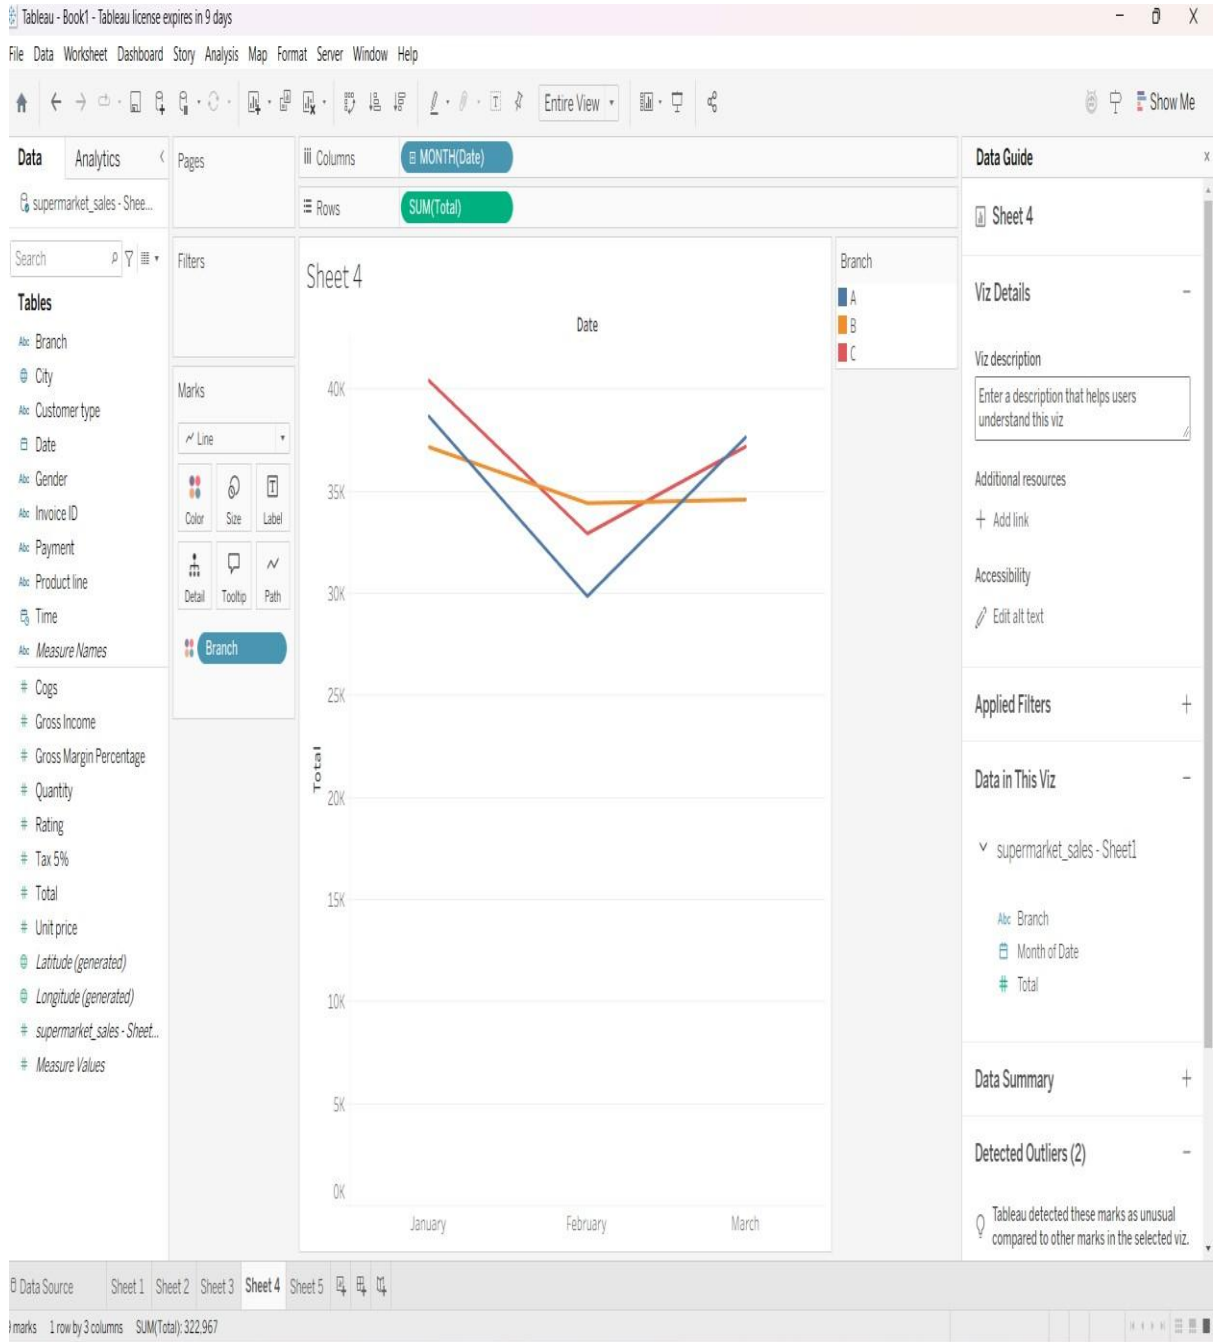 Tableau - Book1 - Tableau license expires in 9 days
File Data Worksheet Dashboard Story Analysis Map Format Server Window Help
Entire View
Show Me
Data Analytics
supermarket_sales - Shee...
Search
Tables
Abc Branch
City
Abc Customer type
Date
Abc Gender
Abc Invoice ID
Abc Payment
Abc Product line
Time
Abc Measure Names
# Cogs
# Gross Income
# Gross Margin Percentage
# Quantity
# Rating
# Tax 5%
# Total
# Unit price
Latitude (generated)
Longitude (generated)
# supermarket_sales - Sheet...
# Measure Values
Pages
Filters
Marks
Line
Color Size Label
Detail Tooltip Path
Branch
Columns MONTH(Date)
Rows SUM(Total)
Sheet 4
Date
40K
35K
30K
25K
20K
15K
10K
5K
0K
Total
January February March
Branch
A
B
C
Data Guide
Sheet 4
Viz Details
Viz description
Enter a description that helps users
understand this viz
Additional resources
Add link
Accessibility
Edit alt text
Applied Filters
Data in This Viz
supermarket_sales - Sheet1
Abc Branch
Month of Date
# Total
Data Summary
Detected Outliers (2)
Tableau detected these marks as unusual
compared to other marks in the selected viz.
Data Source Sheet 1 Sheet 2 Sheet 3 Sheet 4 Sheet 5
marks 1 row by 3 columns SUM(Total): 322,967